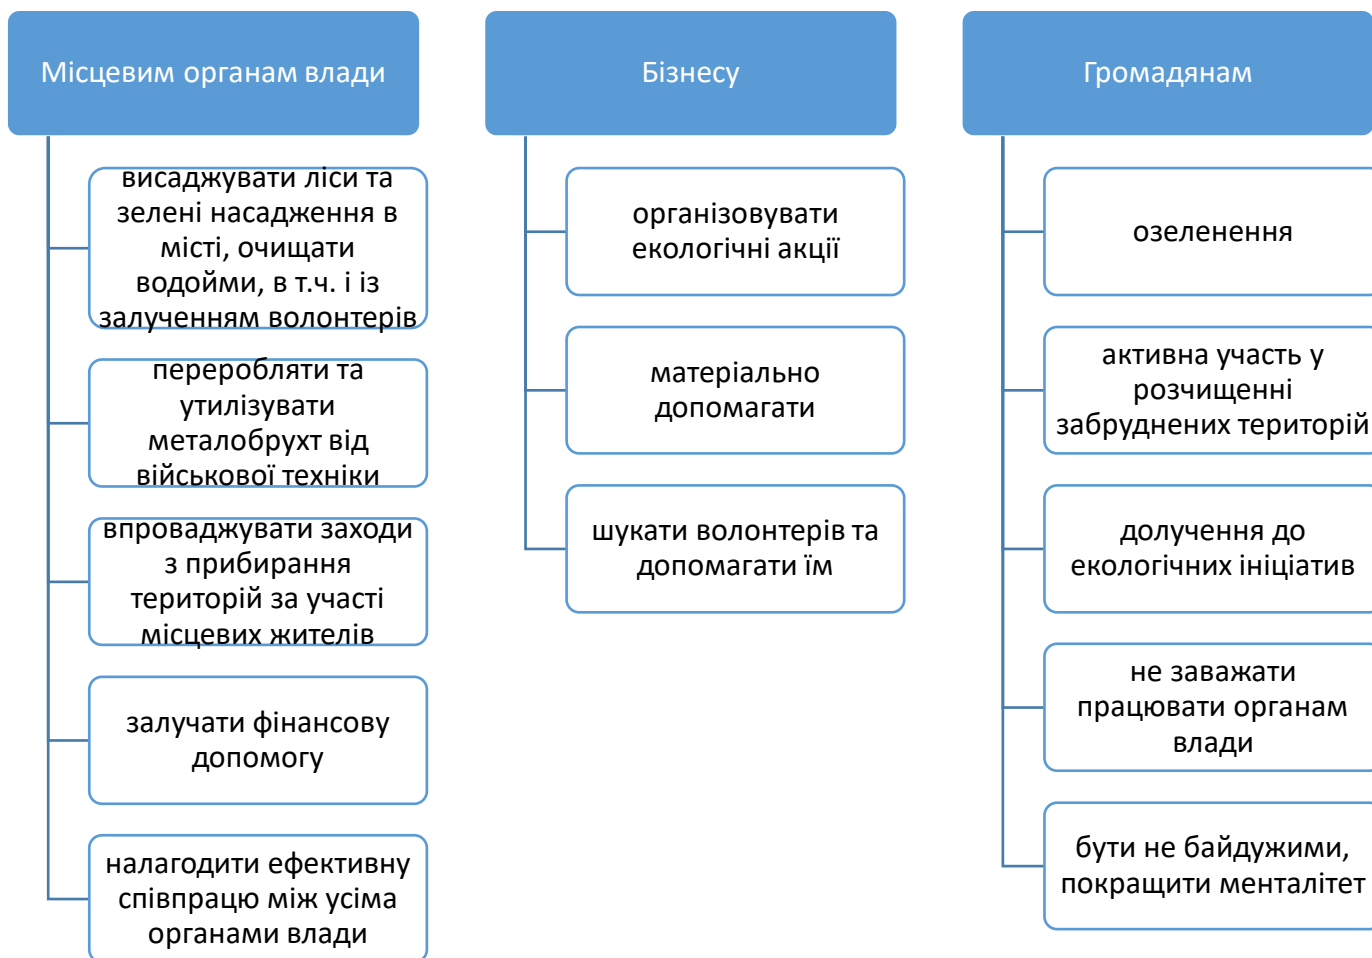 Місцевим органам влади
висаджувати ліси та
зелені насадження в
місті, очищати
водойми, в т.ч. і із
залученням волонтерів
переробляти та
утилізувати
металобрухт від
військової техніки
впроваджувати заходи
з прибирання
територій за участі
місцевих жителів
залучати фінансову
допомогу
налагодити ефективну
співпрацю між усіма
органами влади
Бізнесу
організовувати
екологічні акції
матеріально
допомагати
шукати волонтерів та
допомагати їм
Громадянам
озеленення
активна участь у
розчищенні
забруднених територій
долучення до
екологічних ініціатив
не заважати
працювати органам
влади
бути не байдужими,
покращити менталітет